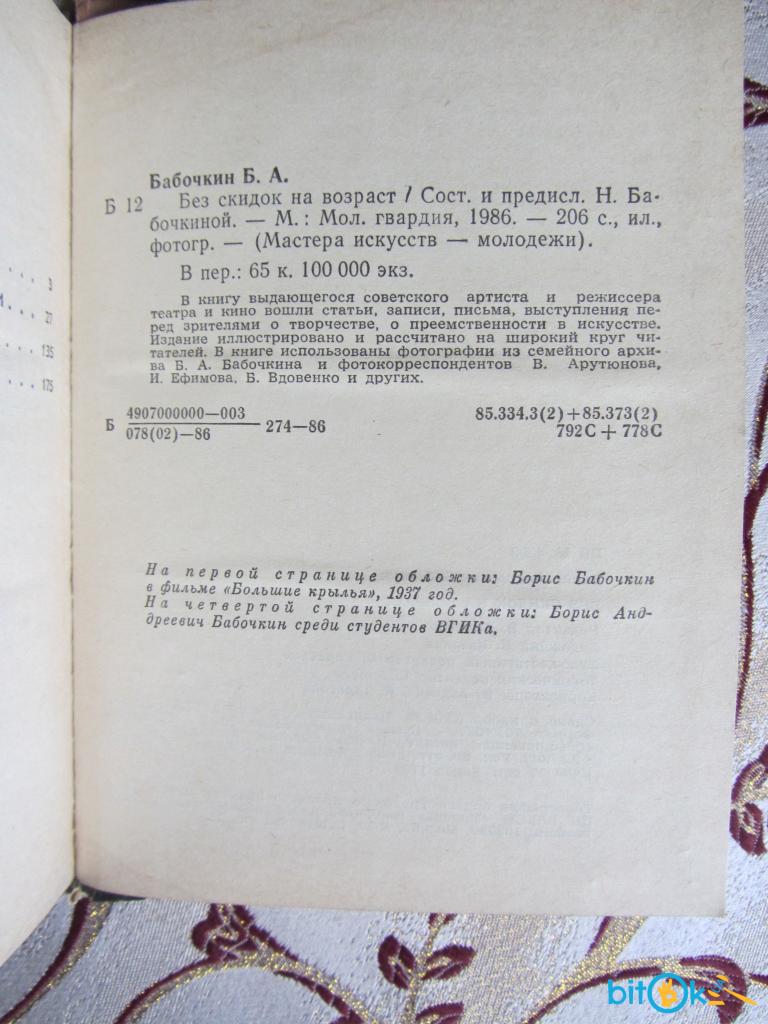 Бабочкин Б. А.
Б 12 Без скидок на возраст / Сост. и предисл. Н. Ба-
бочкиной. — М.: Мол. гвардия, 1986. — 206 с., ил.,
фотогр. — (Мастера искусств — молодежи).
В пер.: 65 к. 100 000 экз.
В книгу выдающегося советского артиста и режиссера
театра и кино вошли статьи, записи, письма, выступления пе-
ред зрителями о творчестве, о преемственности в искусстве.
Издание иллюстрировано и рассчитано на широкий круг чи-
тателей. В книге использованы фотографии из семейного архи-
ва Б. А. Бабочкина и фотокорреспондентов В. Арутюнова,
И. Ефимова, Б. Вдовенко и других.
Б 4907000000—003
078(02)—86 274—86
85.334.3(2)+85.373(2)
792С+778С
На первой странице обложки: Борис Бабочкин
в фильме «Большие крылья», 1937 год.
На четвертой странице обложки: Борис Анд-
реевич Бабочкин среди студентов ВГИКа.
3
27
135
175
bitOk